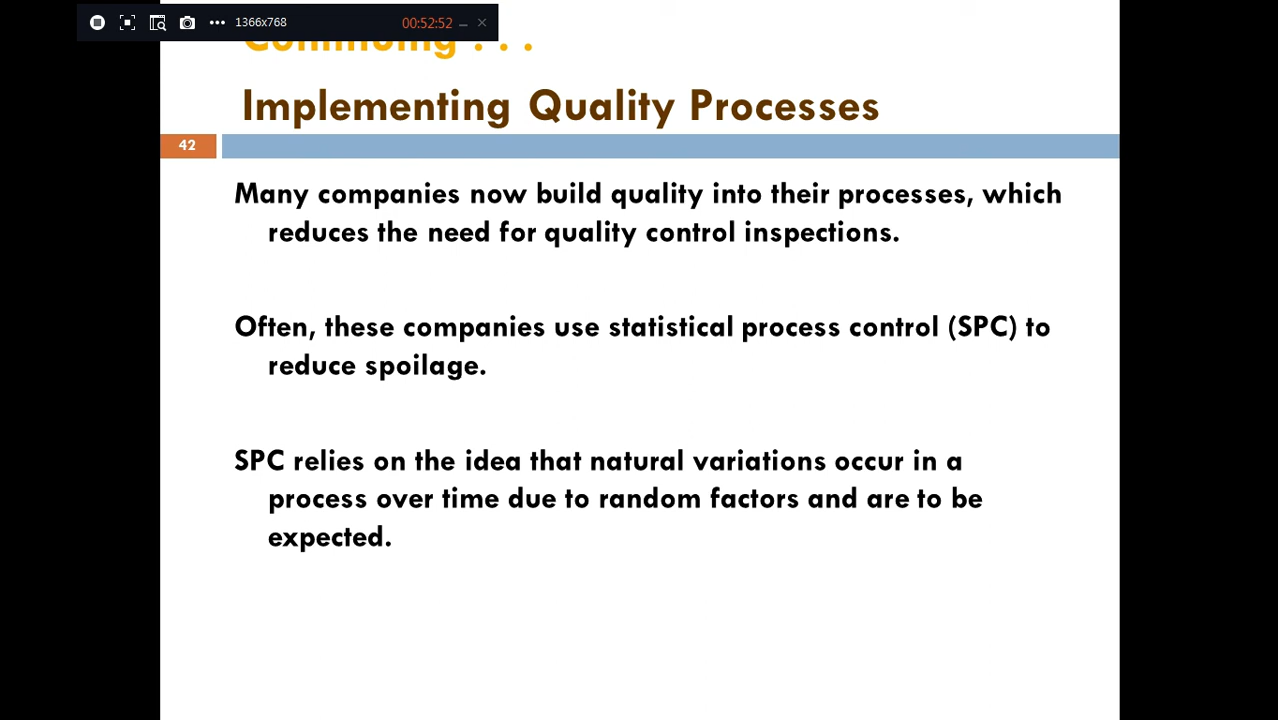 1366x768
00:52:52
Continuing . . .
Implementing Quality Processes
42
Many companies now build quality into their processes, which
reduces the need for quality control inspections.
Often, these companies use statistical process control (SPC) to
reduce spoilage.
SPC relies on the idea that natural variations occur in a
process over time due to random factors and are to be
expected.